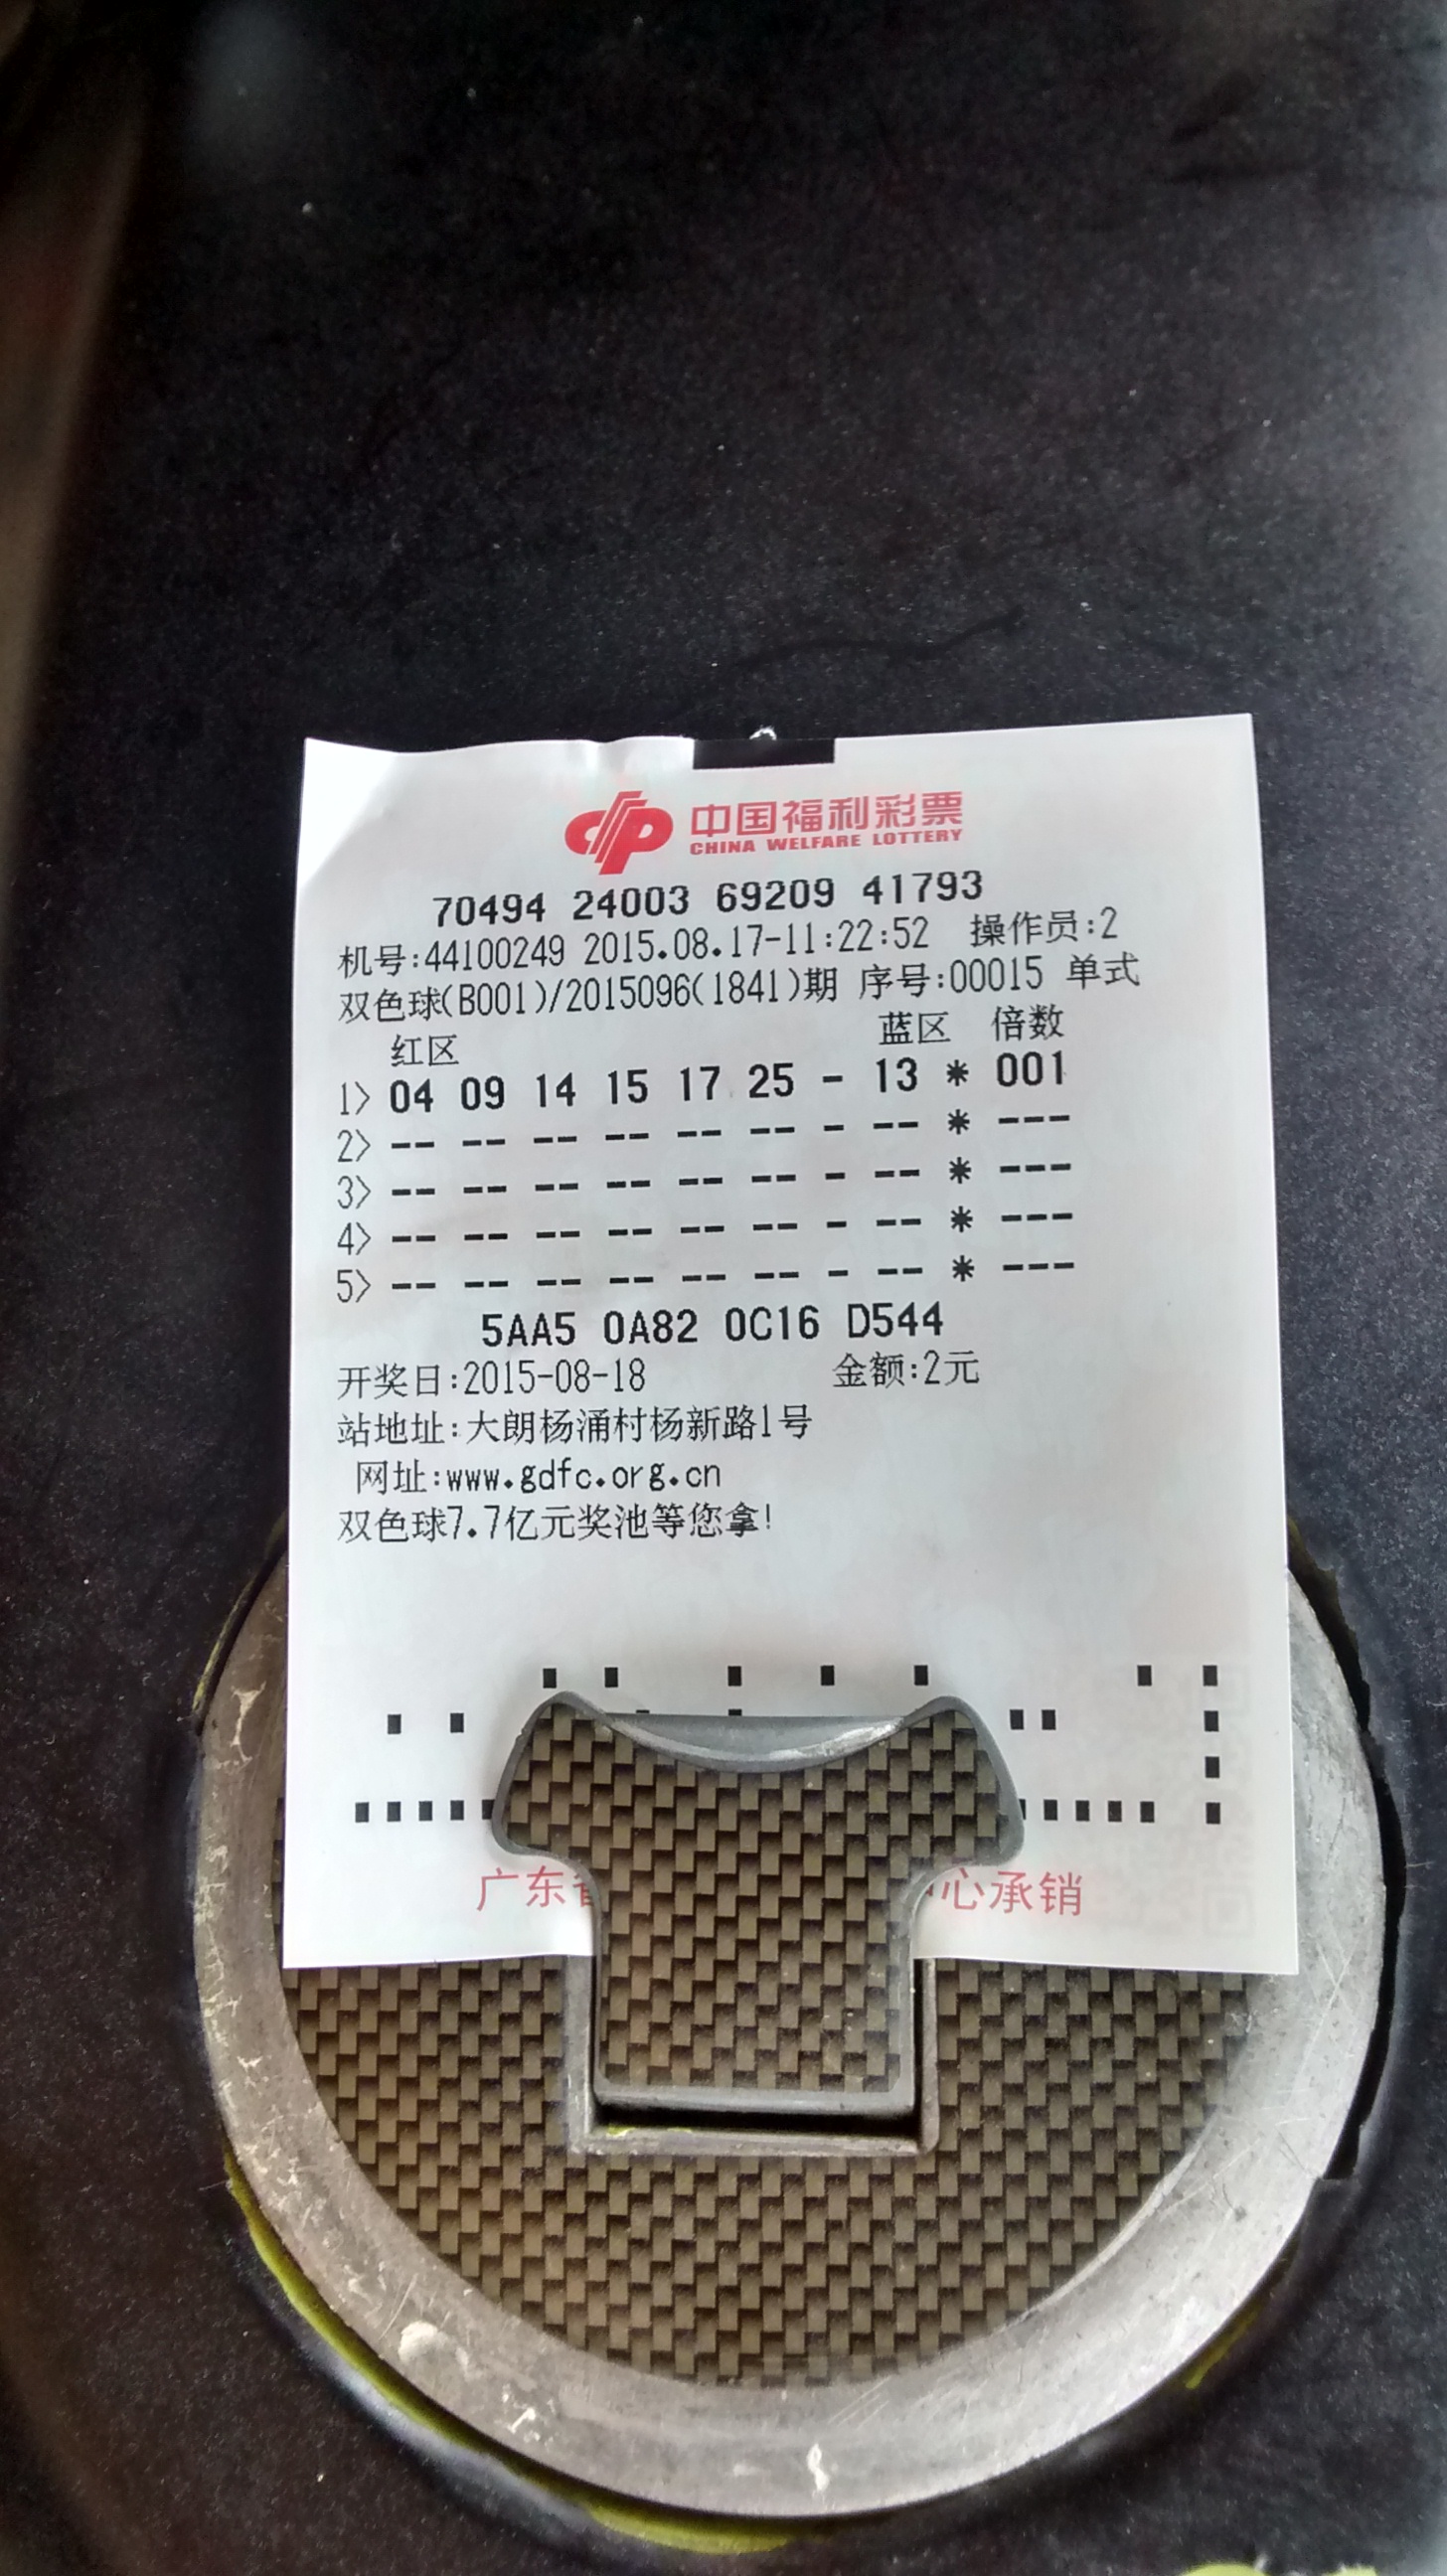 中国福利彩票
CHINA WELFARE LOTTERY
70494 24003 69209 41793
机号:44100249 2015.08.17-11:22:52 操作员:2
双色球(B001)/2015096(1841)期 序号:00015 单式
红区 蓝区 倍数
1> 04 09 14 15 17 25 - 13 * 001
2> -- -- -- -- -- -- - -- * ---
3> -- -- -- -- -- -- - -- * ---
4> -- -- -- -- -- -- - -- * ---
5> -- -- -- -- -- -- - -- * ---
5AA5 0A82 0C16 D544
开奖日:2015-08-18 金额:2元
站地址:大朗杨涌村杨新路1号
网址:www.gdfc.org.cn
双色球7.7亿元奖池等您拿!
广东 心承销